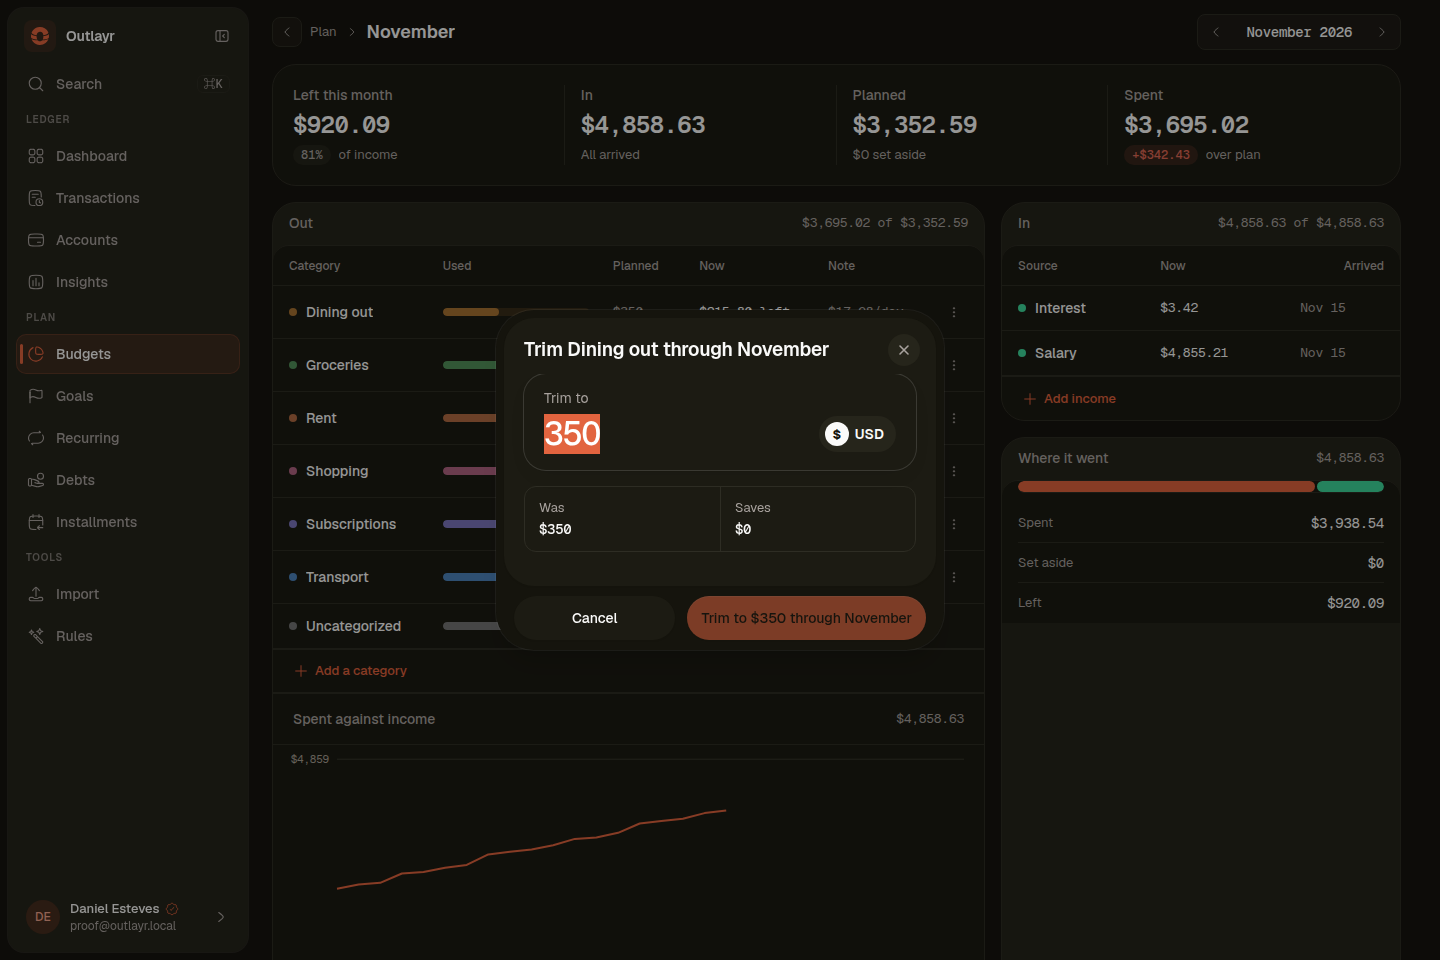 Outlayr
Search ⌘K
LEDGER
Dashboard
Transactions
Accounts
Insights
PLAN
Budgets
Goals
Recurring
Debts
Installments
TOOLS
Import
Rules
DE
Daniel Esteves
proof@outlayr.local
Plan
November
November 2026
Left this month
$920.09
81% of income
In
$4,858.63
All arrived
Planned
$3,352.59
$0 set aside
Spent
$3,695.02
+$342.43 over plan
Out $3,695.02 of $3,352.59
Category Used Planned Now Note
Dining out
Groceries
Rent
Shopping
Subscriptions
Transport
Uncategorized
Add a category
Spent against income $4,858.63
$4,859
In $4,858.63 of $4,858.63
Source Now Arrived
Interest $3.42 Nov 15
Salary $4,855.21 Nov 15
Add income
Where it went $4,858.63
Spent $3,938.54
Set aside $0
Left $920.09
Trim Dining out through November
Trim to
350
$ USD
Was Saves
$350 $0
Cancel Trim to $350 through November